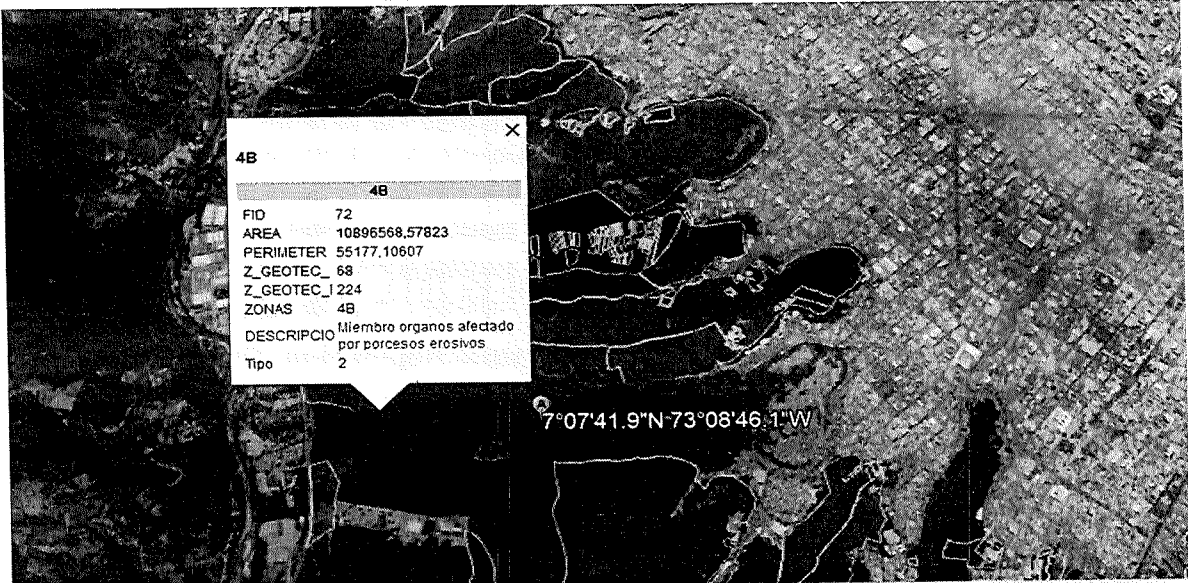 4B
4B
FID 72
AREA 10896568,57823
PERIMETER 55177,10607
Z_GEOTEC_ 68
Z_GEOTEC_I 224
ZONAS 4B
DESCRIPCIO Miembro organos afectado
por porcesos erosivos
Tipo 2
7°07'41.9"N 73°08'46.1"W